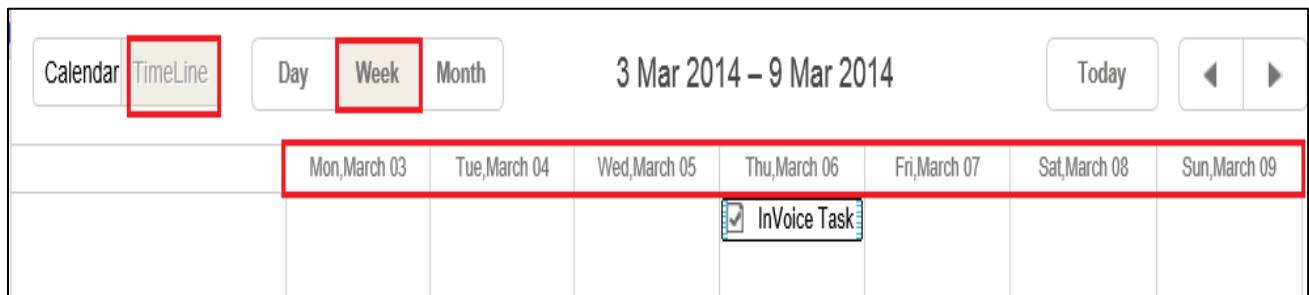 Calendar TimeLine Day Week Month 3 Mar 2014 – 9 Mar 2014 Today
Mon,March 03 Tue,March 04 Wed,March 05 Thu,March 06 Fri,March 07 Sat,March 08 Sun,March 09
InVoice Task